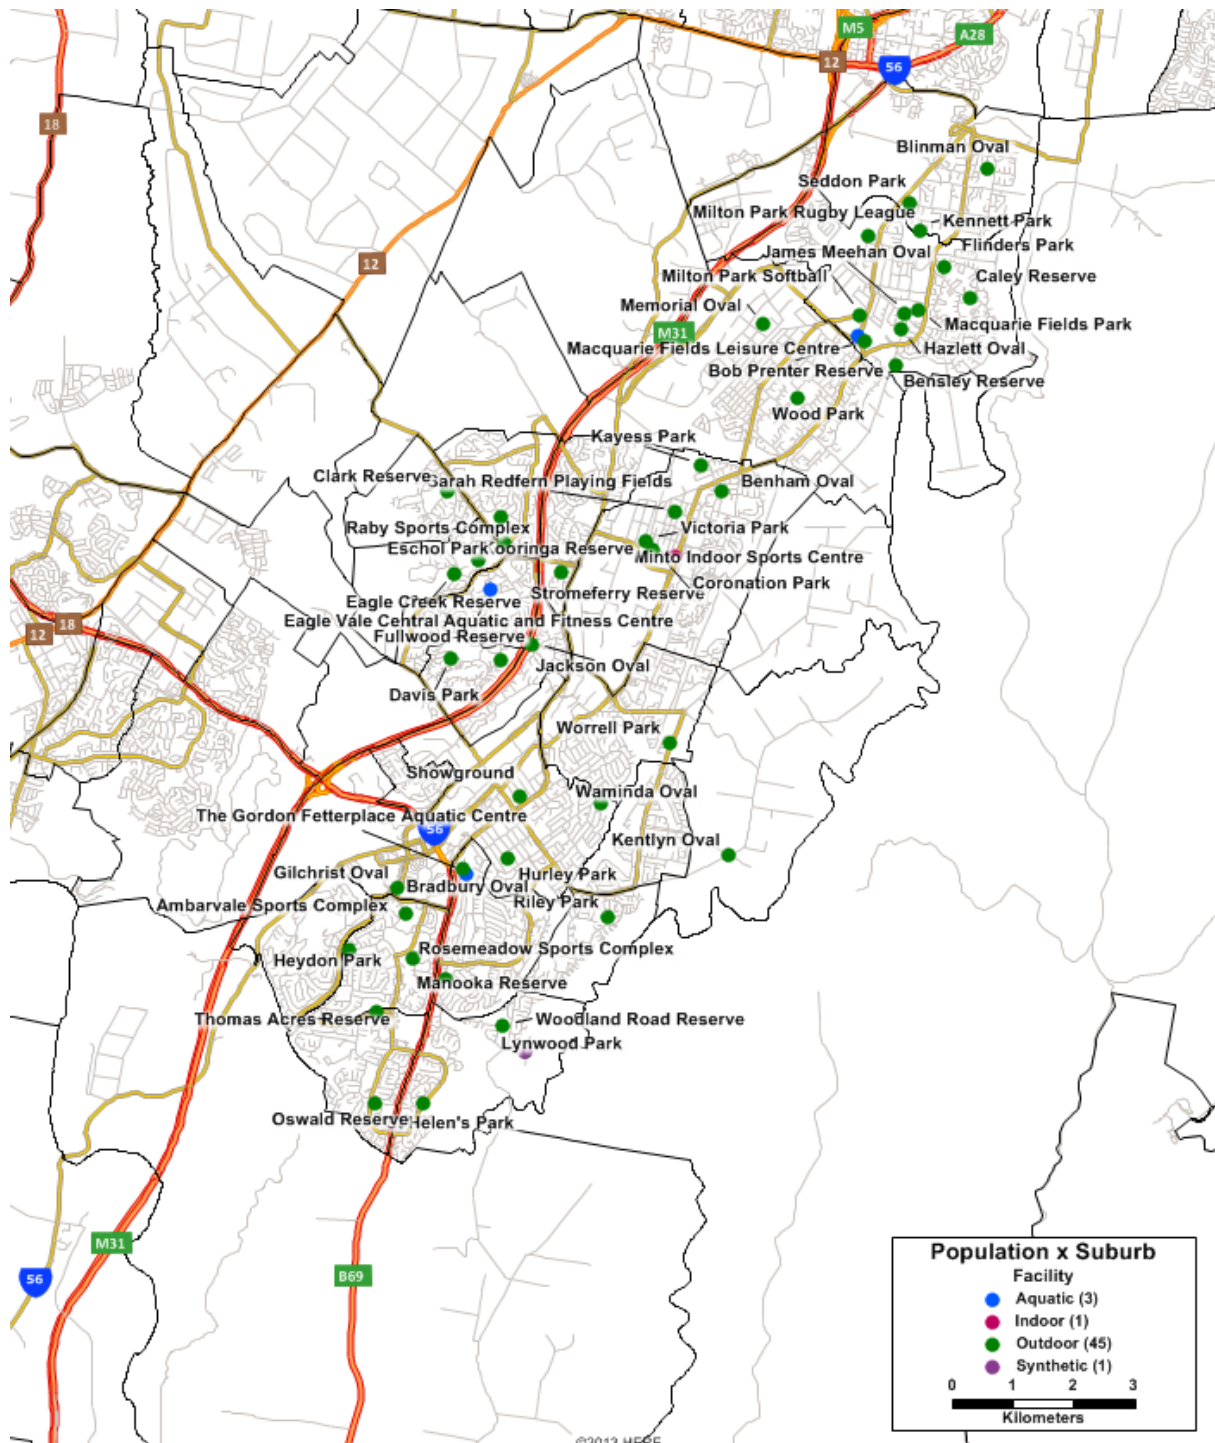 M5
A28
12
56
18
Blinman Oval
Seddon Park
Milton Park Rugby League
Kennett Park
12
James Meehan Oval
Flinders Park
Milton Park Softball
Caley Reserve
Memorial Oval
M31
Macquarie Fields Park
Macquarie Fields Leisure Centre
Hazlett Oval
Bob Prenter Reserve
Bensley Reserve
Wood Park
Kayess Park
Clark Reserve
Sarah Redfern Playing Fields
Benham Oval
Raby Sports Complex
Victoria Park
Eschol Park
ooringa Reserve
Minto Indoor Sports Centre
Coronation Park
Stromeferry Reserve
Eagle Creek Reserve
Eagle Vale Central Aquatic and Fitness Centre
18
12
Fullwood Reserve
Jackson Oval
Davis Park
Worrell Park
Showground
Waminda Oval
The Gordon Fetterplace Aquatic Centre
56
Kentlyn Oval
Gilchrist Oval
Hurley Park
Bradbury Oval
Riley Park
Ambarvale Sports Complex
Rosemeadow Sports Complex
Heydon Park
Manooka Reserve
Thomas Acres Reserve
Woodland Road Reserve
Lynwood Park
Oswald Reserve
Helen's Park
M31
56
B69
Population x Suburb
Facility
Aquatic (3)
Indoor (1)
Outdoor (45)
Synthetic (1)
0 1 2 3
Kilometers
©2013 HERE